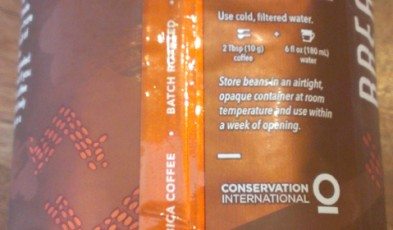 Use cold, filtered water.
2 Tbsp (10 g)
coffee
+
6 fl oz (180 mL)
water
Store beans in an airtight,
opaque container at room
temperature and use within
a week of opening.
CONSERVATION
INTERNATIONAL
COFFEE • BATCH ROASTED